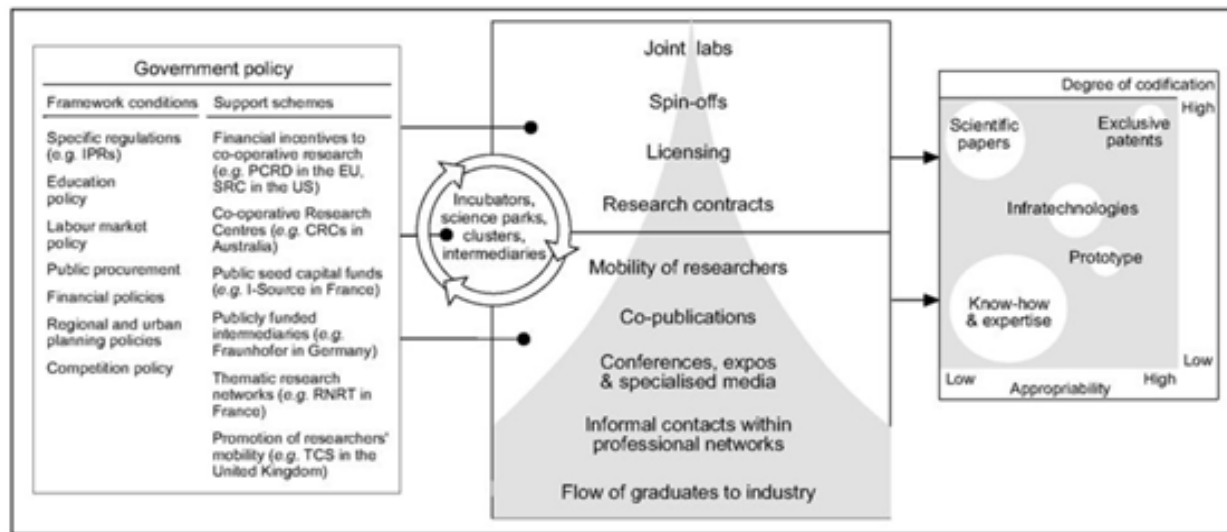 Government policy
Framework conditions
Specific regulations
(e.g. IPRs)
Education
policy
Labour market
policy
Public procurement
Financial policies
Regional and urban
planning policies
Competition policy
Support schemes
Financial incentives to
co-operative research
(e.g. PCRD in the EU,
SRC in the US)
Co-operative Research
Centres (e.g. CRCs in
Australia)
Public seed capital funds
(e.g. I-Source in France)
Publicly funded
intermediaries (e.g.
Fraunhofer in Germany)
Thematic research
networks (e.g. RNRT in
France)
Promotion of researchers'
mobility (e.g. TCS in the
United Kingdom)
Incubators,
science parks,
clusters,
intermediaries
Joint labs
Spin-offs
Licensing
Research contracts
Mobility of researchers
Co-publications
Conferences, expos
& specialised media
Informal contacts within
professional networks
Flow of graduates to industry
Degree of codification
High
Scientific
papers
Exclusive
patents
Infratechnologies
Prototype
Know-how
& expertise
Low
Low
High
Appropriability